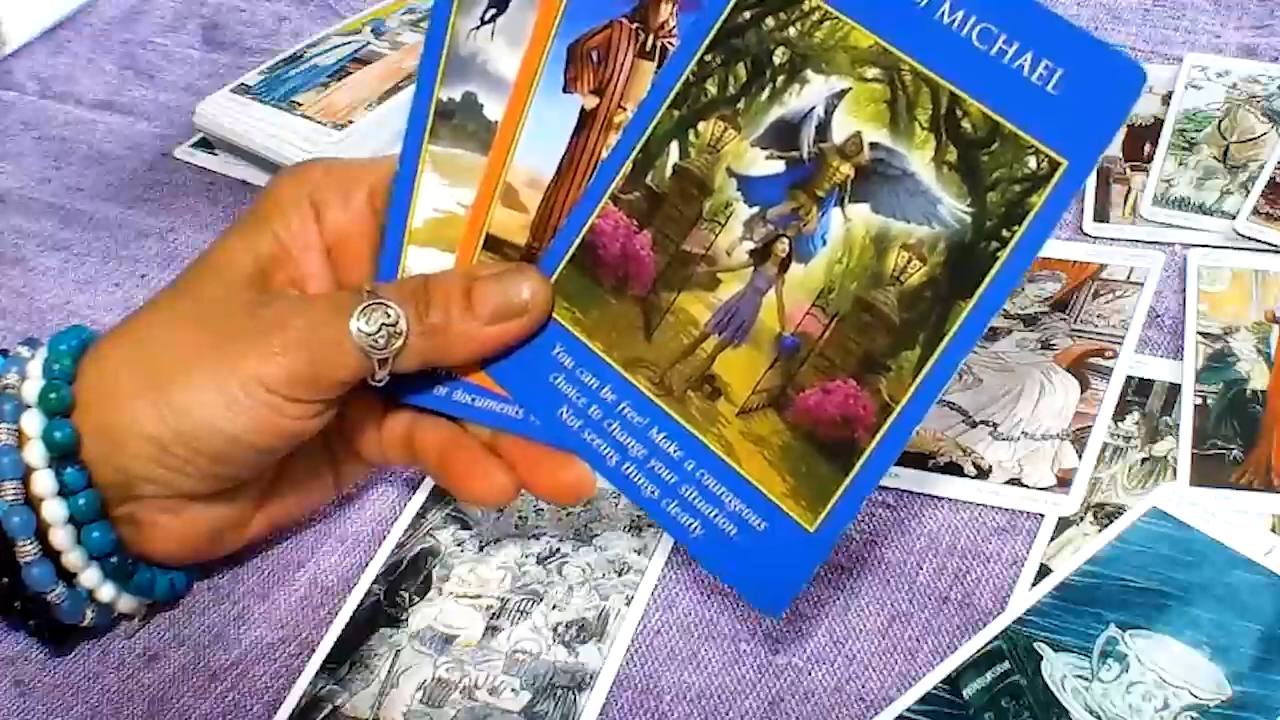 MICHAEL
You can be free! Make a courageous
choice to change your situation.
Not seeing things clearly.
or documents